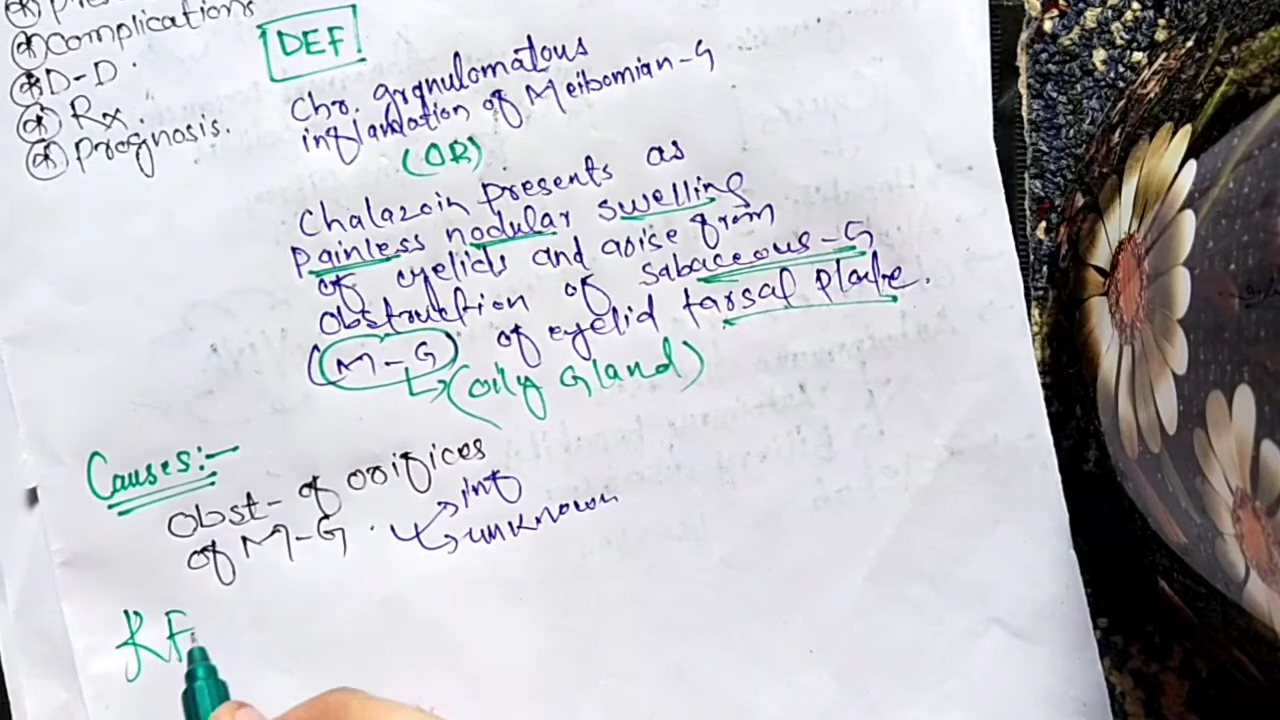 Complications
D-D.
Rx.
Prognosis.
DEF
Chr. granulomatous
inflamation of Meibomian-G
(OR)
Chalazoin presents as
painless nodular swelling
of eyelids and arise from
obstruction of sabaceous-G
(M-G) of eyelid tarsal plate.
(oily Gland)
Causes:-
Obst- of orifices
of M-G.
inf
unknown
RF